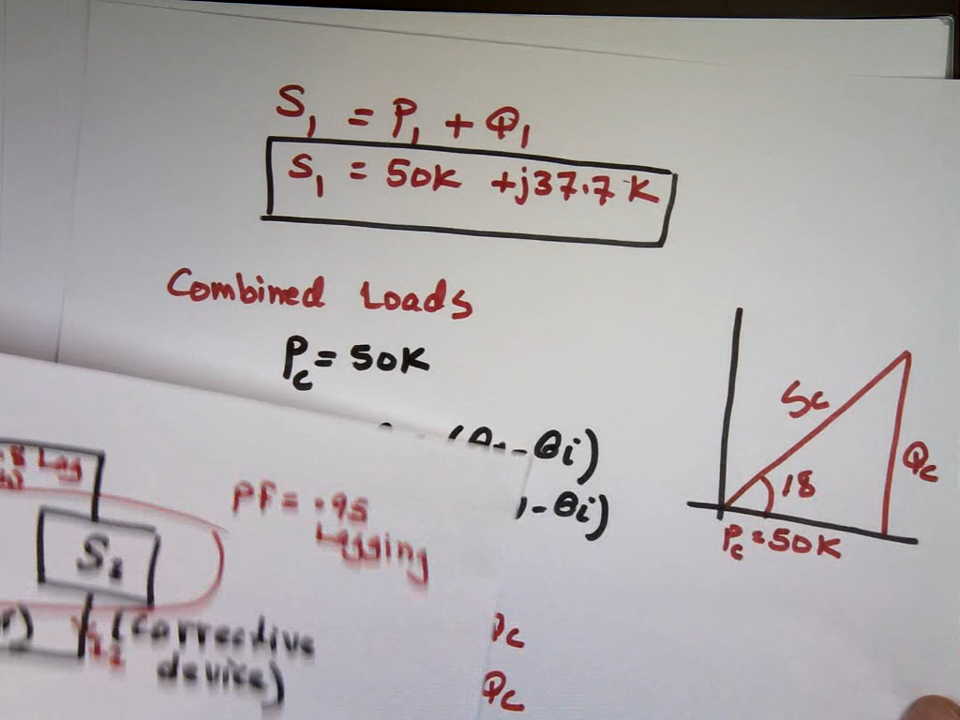 S₁ = P₁ + Q₁
S₁ = 50K +j37.7K
Combined Loads
Pc = 50K
-θi)
-θi)
Sc
18
Qc
Pc = 50K
Lag
PF = .95
Lagging
S₂
(Corrective
device)
Qc